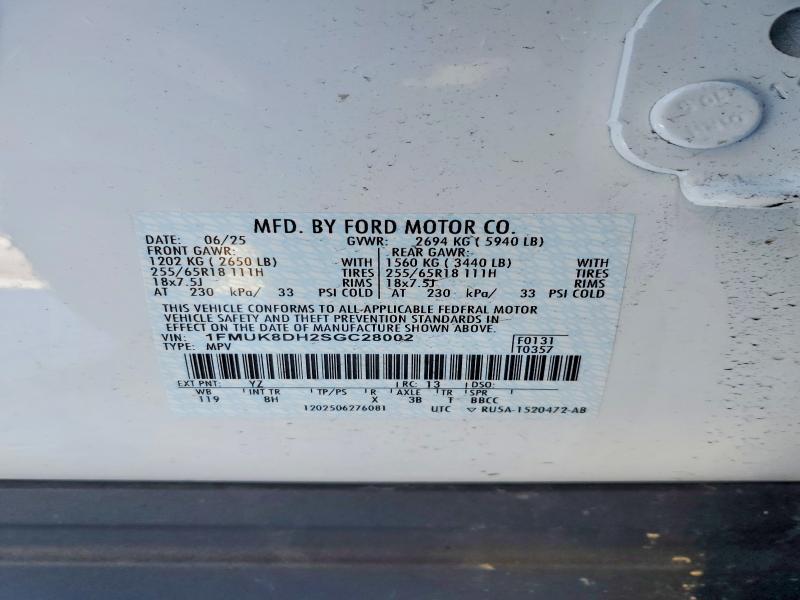 MFD. BY FORD MOTOR CO.
DATE: 06/25 GVWR: 2694 KG ( 5940 LB)
FRONT GAWR: REAR GAWR:
1202 KG ( 2650 LB) WITH 1560 KG ( 3440 LB) WITH
255/65R18 111H TIRES 255/65R18 111H TIRES
18x7.5J RIMS 18x7.5J RIMS
AT 230 kPa/ 33 PSI COLD AT 230 kPa/ 33 PSI COLD
THIS VEHICLE CONFORMS TO ALL-APPLICABLE FEDRAL MOTOR
VEHICLE SAFETY AND THEFT PREVENTION STANDARDS IN
EFFECT ON THE DATE OF MANUFACTURE SHOWN ABOVE.
VIN: 1FMUK8DH2SGC28002 F0131
TYPE: MPV T0357
EXT PNT: YZ RC: 13 DSO:
WB INT TR TP/PS R AXLE TR SPR
119 8H X 3B F BBCC
1202506276081 UTC ▽ RU5A-1520472-AB